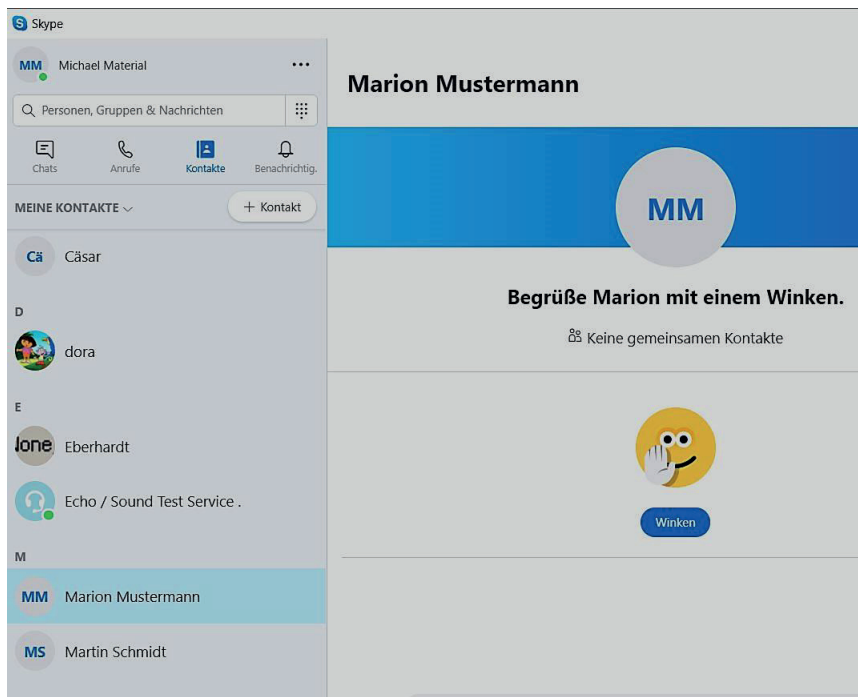 Skype
MM Michael Material
Personen, Gruppen & Nachrichten
Chats Anrufe Kontakte Benachrichtig.
MEINE KONTAKTE + Kontakt
Cä Cäsar
D
dora
E
Jone Eberhardt
Echo / Sound Test Service .
M
MM Marion Mustermann
MS Martin Schmidt
Marion Mustermann
MM
Begrüße Marion mit einem Winken.
Keine gemeinsamen Kontakte
Winken